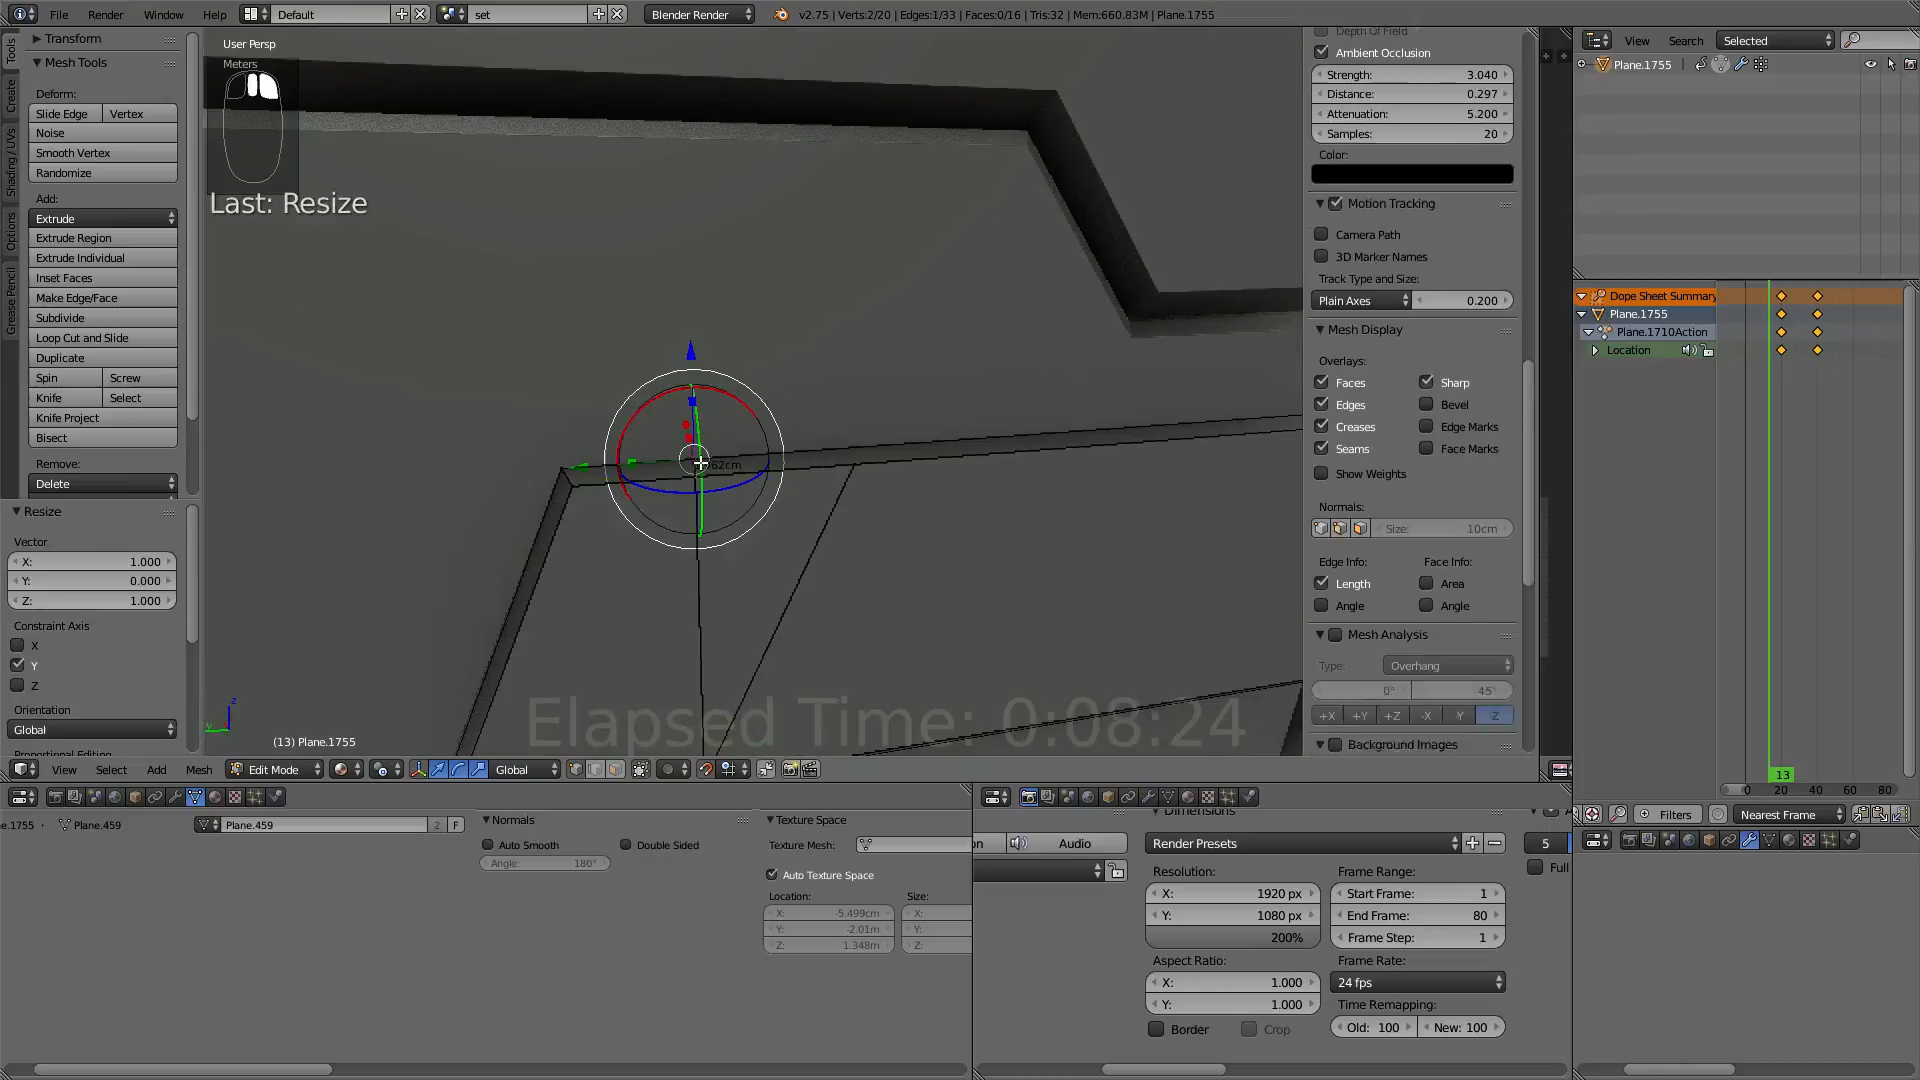 File Render Window Help Default set Blender Render v2.75 | Verts:2/20 | Edges:1/33 | Faces:0/16 | Tris:32 | Mem:660.83M | Plane.1755
Tools
Create
Shading / UVs
Options
Grease Pencil
Transform
Mesh Tools
Deform:
Slide Edge Vertex
Noise
Smooth Vertex
Randomize
Add:
Extrude
Extrude Region
Extrude Individual
Inset Faces
Make Edge/Face
Subdivide
Loop Cut and Slide
Duplicate
Spin Screw
Knife Select
Knife Project
Bisect
Remove:
Delete
Resize
Vector
X: 1.000
Y: 0.000
Z: 1.000
Constraint Axis
X
Y
Z
Orientation
Global
User Persp
Meters
Last: Resize
62cm
z
y
Elapsed Time: 0:08:24
(13) Plane.1755
View Select Add Mesh Edit Mode Global
Depth Of Field
Ambient Occlusion
Strength: 3.040
Distance: 0.297
Attenuation: 5.200
Samples: 20
Color:
Motion Tracking
Camera Path
3D Marker Names
Track Type and Size:
Plain Axes 0.200
Mesh Display
Overlays:
Faces Sharp
Edges Bevel
Creases Edge Marks
Seams Face Marks
Show Weights
Normals:
Size: 10cm
Edge Info: Face Info:
Length Area
Angle Angle
Mesh Analysis
Type: Overhang
0° 45°
+X +Y +Z -X -Y -Z
Background Images
View Search Selected
Plane.1755
Dope Sheet Summary
Plane.1755
Plane.1710Action
Location
13
0 20 40 60 80
Filters Nearest Frame
e.1755 Plane.459
Plane.459 2 F
Normals
Auto Smooth Double Sided
Angle: 180°
Texture Space
Texture Mesh:
Auto Texture Space
Location: Size:
X: -5.499cm X:
Y: -2.01m Y:
Z: 1.348m Z:
Dimensions
on Audio
Render Presets
5
Full
Resolution: Frame Range:
X: 1920 px Start Frame: 1
Y: 1080 px End Frame: 80
200% Frame Step: 1
Aspect Ratio: Frame Rate:
X: 1.000 24 fps
Y: 1.000 Time Remapping:
Border Crop Old: 100 New: 100